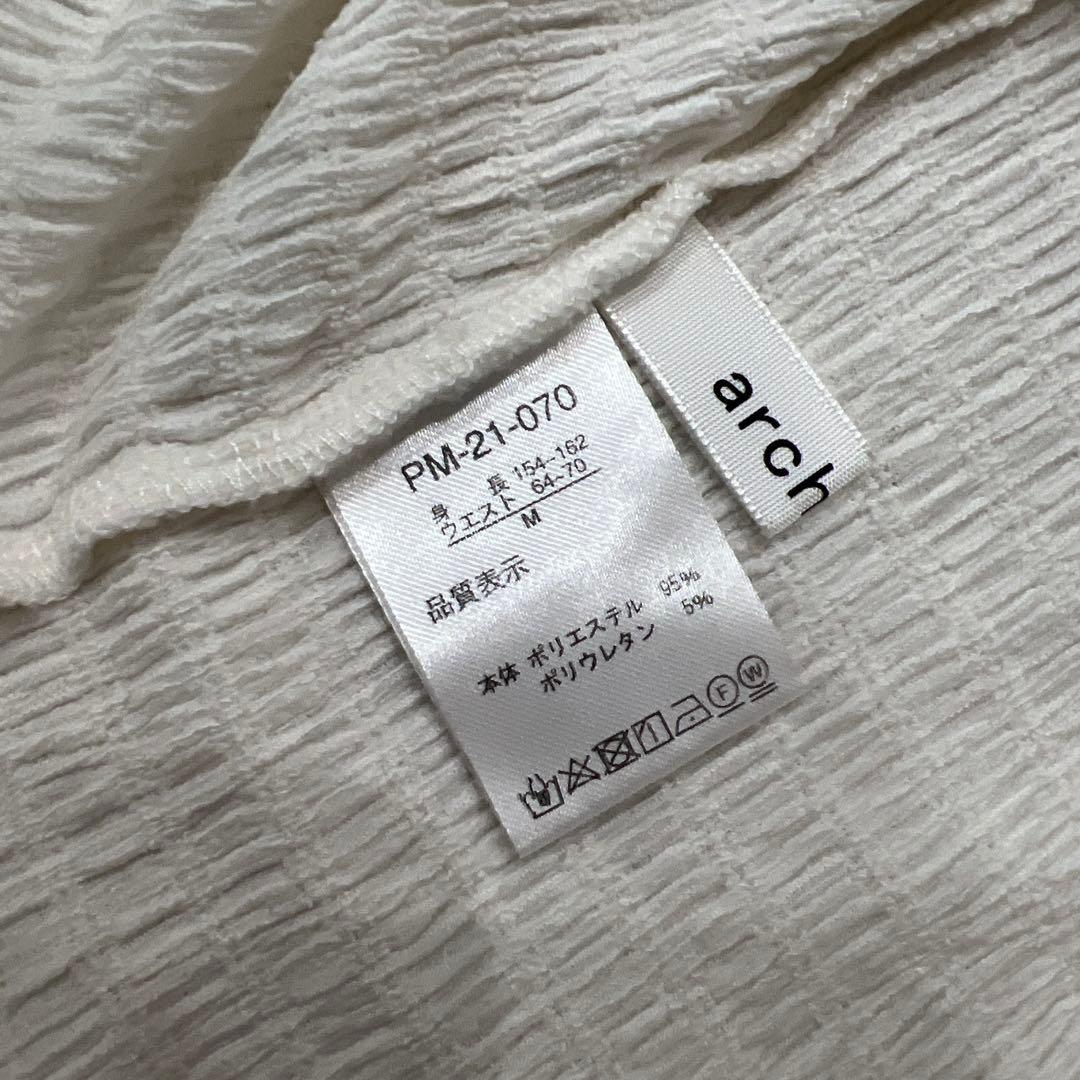 PM-21-070
身 長 154-162
ウエスト 64-70
M
品質表示
本体 ポリエステル 95%
ポリウレタン 5%
F W
arch